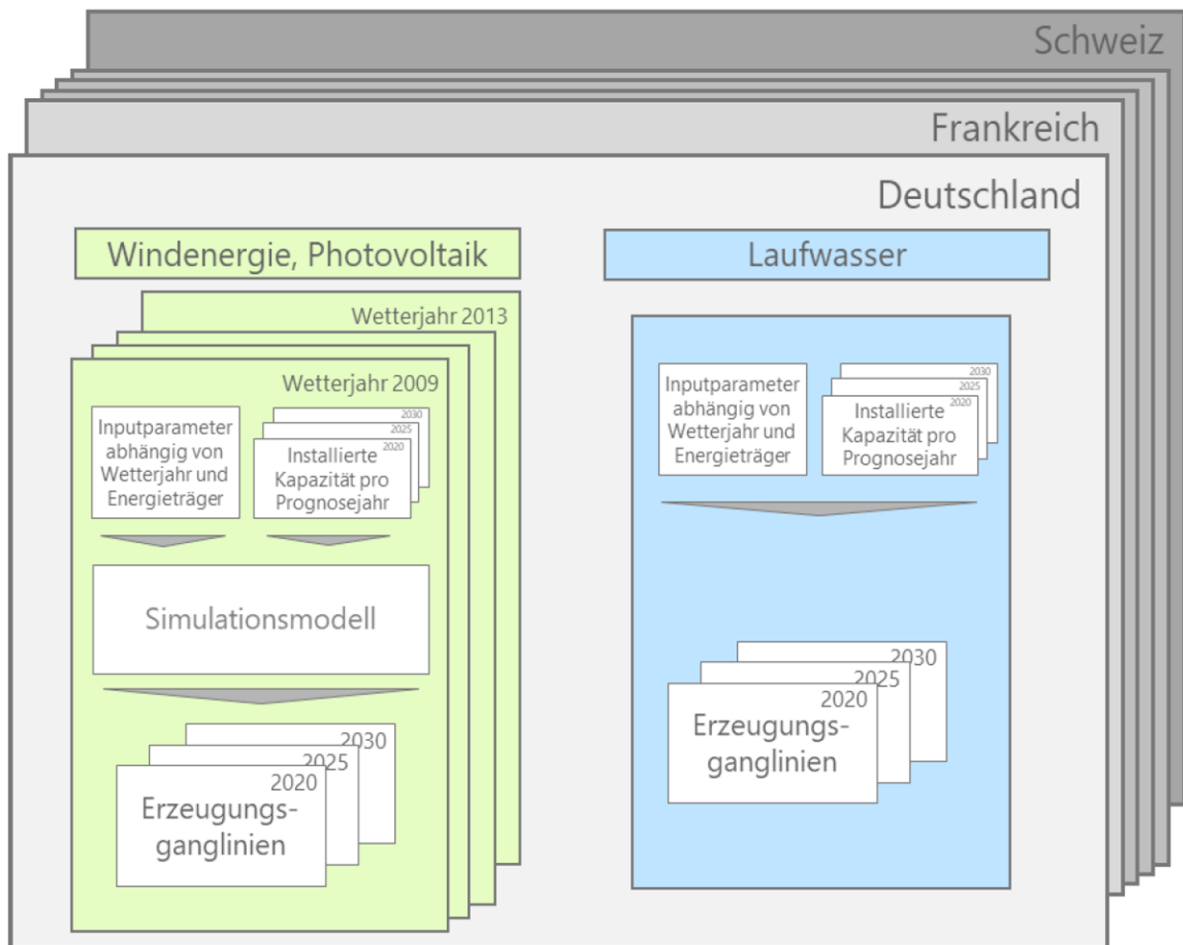 Schweiz
Frankreich
Deutschland
Windenergie, Photovoltaik
Wetterjahr 2013
Wetterjahr 2009
Inputparameter
abhängig von
Wetterjahr und
Energieträger
2030
2025
2020
Installierte
Kapazität pro
Prognosejahr
Simulationsmodell
2030
2025
2020
Erzeugungs-
ganglinien
Laufwasser
Inputparameter
abhängig von
Wetterjahr und
Energieträger
2030
2025
2020
Installierte
Kapazität pro
Prognosejahr
2030
2025
2020
Erzeugungs-
ganglinien